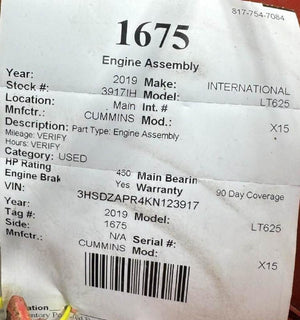 817-754-7084
1675
Engine Assembly
Year: 2019 Make: INTERNATIONAL
Stock #: 3917IH Model: LT625
Location: Main Int. #
Mnfctr.: CUMMINS Mod.: X15
Description: Part Type: Engine Assembly
Mileage: VERIFY
Hours: VERIFY
Category: USED
HP Rating 450 Main Bearin
Engine Brak Yes Warranty 90 Day Coverage
VIN: 3HSDZAPR4KN123917
Year: 2019 Model: LT625
Tag #: 1675
Side: N/A Serial #:
Mnfctr.: CUMMINS Mod: X15